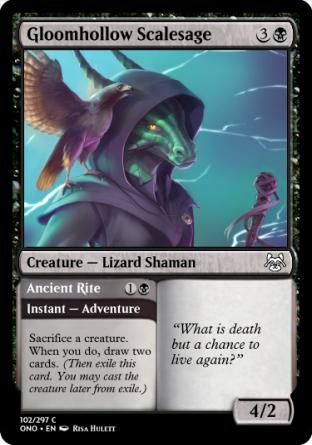 Gloomhollow Scalesage 3
Creature — Lizard Shaman
Ancient Rite 1
Instant — Adventure
Sacrifice a creature.
When you do, draw two
cards. (Then exile this
card. You may cast the
creature later from exile.)
“What is death
but a chance to
live again?”
4/2
102/297 C
ONO • EN Risa Hulett